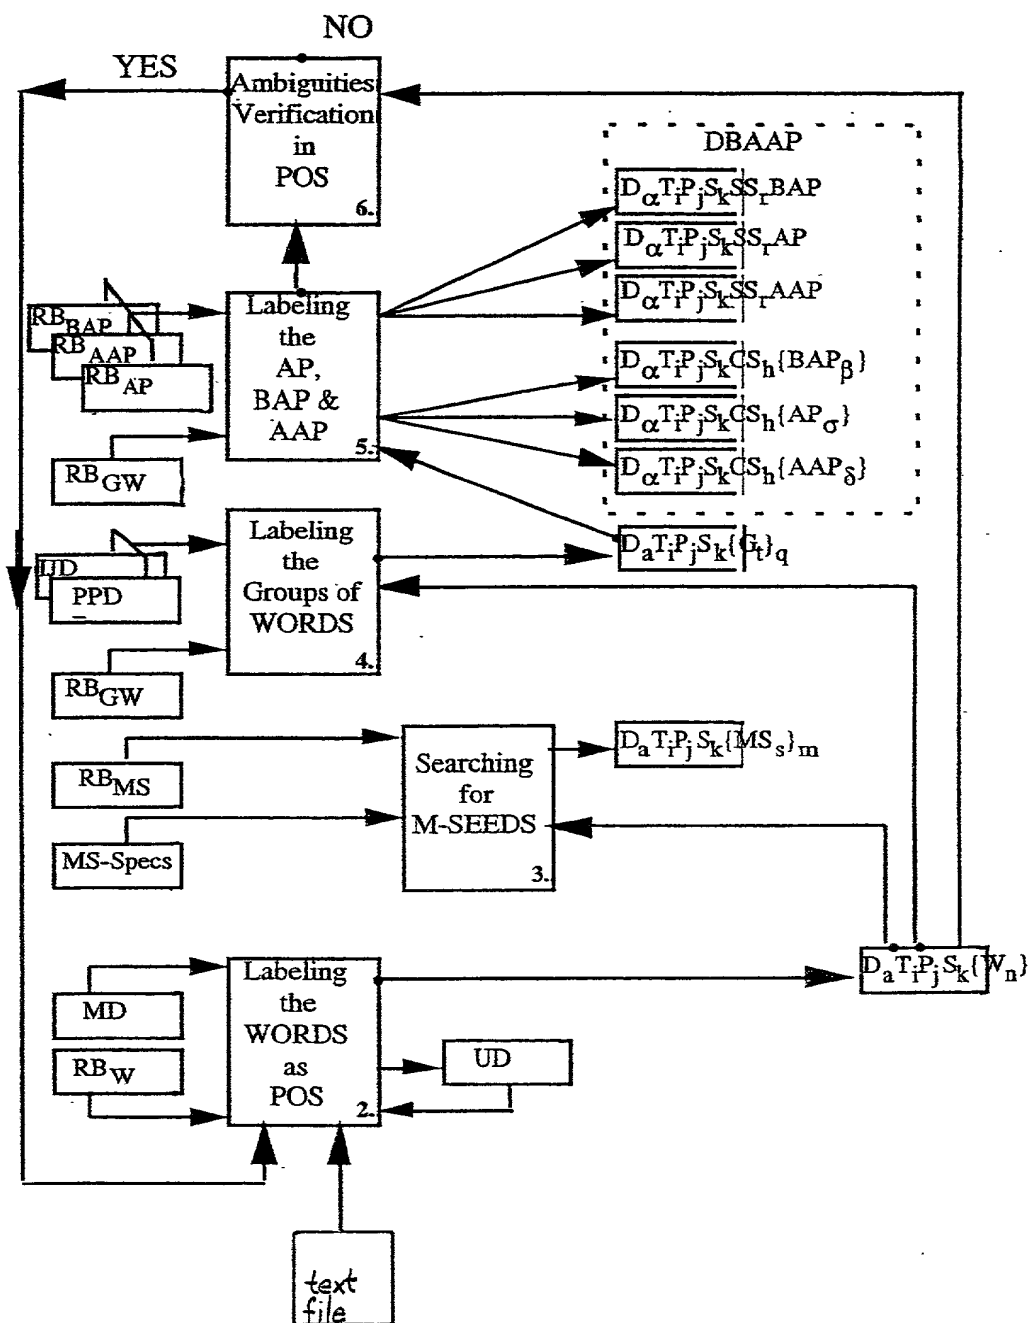 NO
YES
Ambiguities
Verification
in
POS
6.
DBAAP
DαTiPjSkSSrBAP
DαTiPjSkSSrAP
DαTiPjSkSSrAAP
DαTiPjSkCSh{BAPβ}
DαTiPjSkCSh{APσ}
DαTiPjSkCSh{AAPδ}
Labeling
the
AP,
BAP &
AAP
5.
RBBAP
RBAAP
RBAP
RBGW
Labeling
the
Groups of
WORDS
4.
DaTiPjSk{Gt}q
PPD
RBGW
Searching
for
M-SEEDS
3.
DaTiPjSk{MSs}m
RBMS
MS-Specs
Labeling
the
WORDS
as
POS
2.
DaTiPjSk{Wn}
MD
RBW
UD
text
file